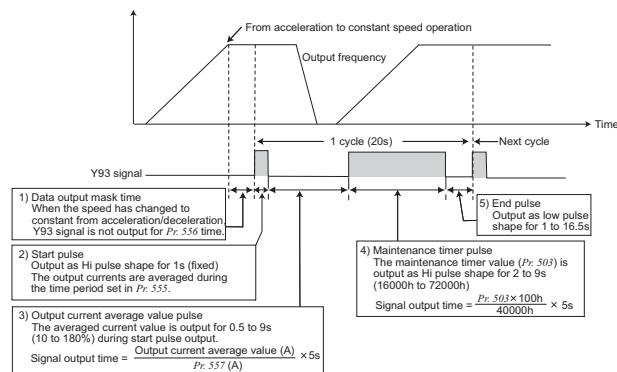 From acceleration to constant speed operation
Output frequency
Time
1 cycle (20s)
Next cycle
Y93 signal
1) Data output mask time
When the speed has changed to
constant from acceleration/deceleration,
Y93 signal is not output for Pr. 556 time.
2) Start pulse
Output as Hi pulse shape for 1s (fixed)
The output currents are averaged during
the time period set in Pr. 555.
3) Output current average value pulse
The averaged current value is output for 0.5 to 9s
(10 to 180%) during start pulse output.
Signal output time = Output current average value (A) / Pr. 557 (A) × 5s
5) End pulse
Output as low pulse
shape for 1 to 16.5s
4) Maintenance timer pulse
The maintenance timer value (Pr. 503) is
output as Hi pulse shape for 2 to 9s
(16000h to 72000h)
Signal output time = Pr. 503×100h / 40000h × 5s